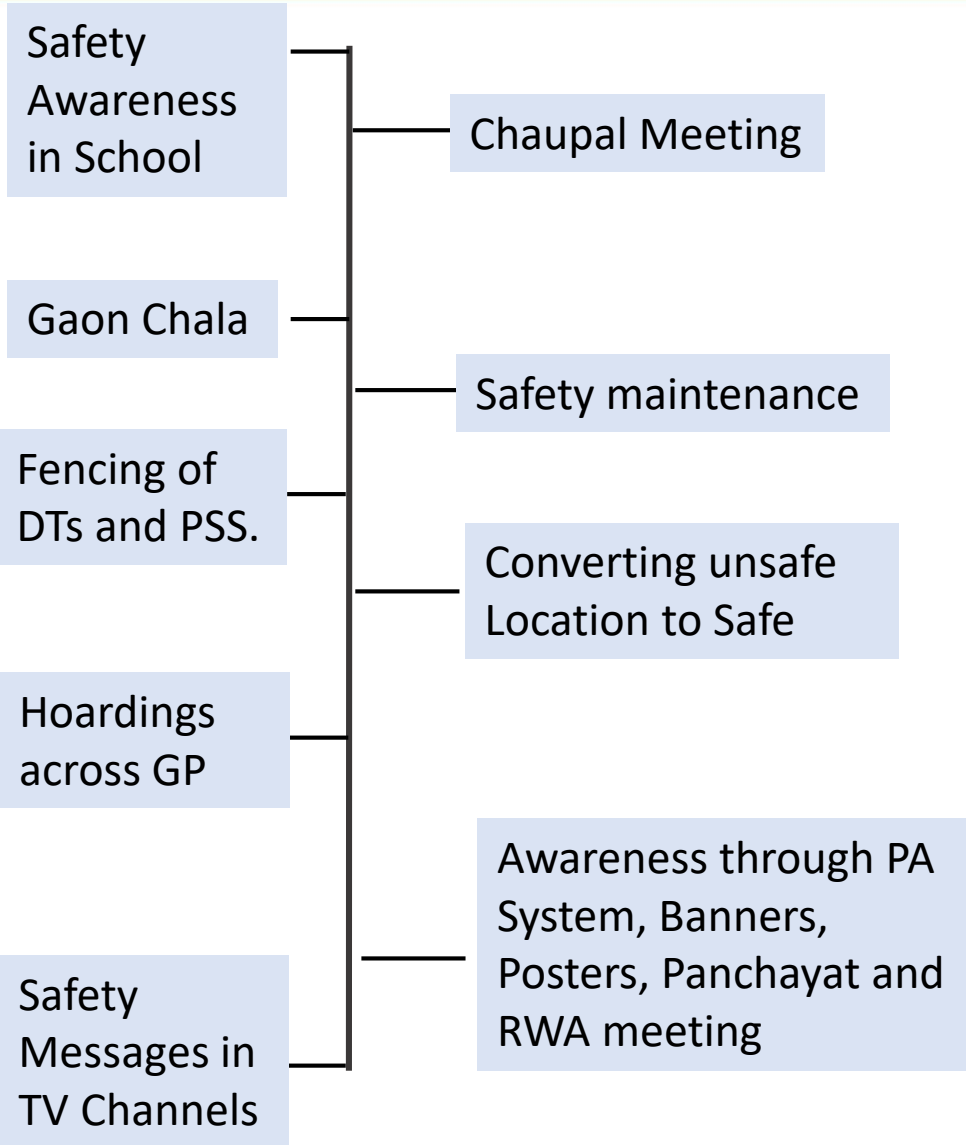 Safety
Awareness
in School
Chaupal Meeting
Gaon Chala
Safety maintenance
Fencing of
DTs and PSS.
Converting unsafe
Location to Safe
Hoardings
across GP
Awareness through PA
System, Banners,
Posters, Panchayat and
RWA meeting
Safety
Messages in
TV Channels